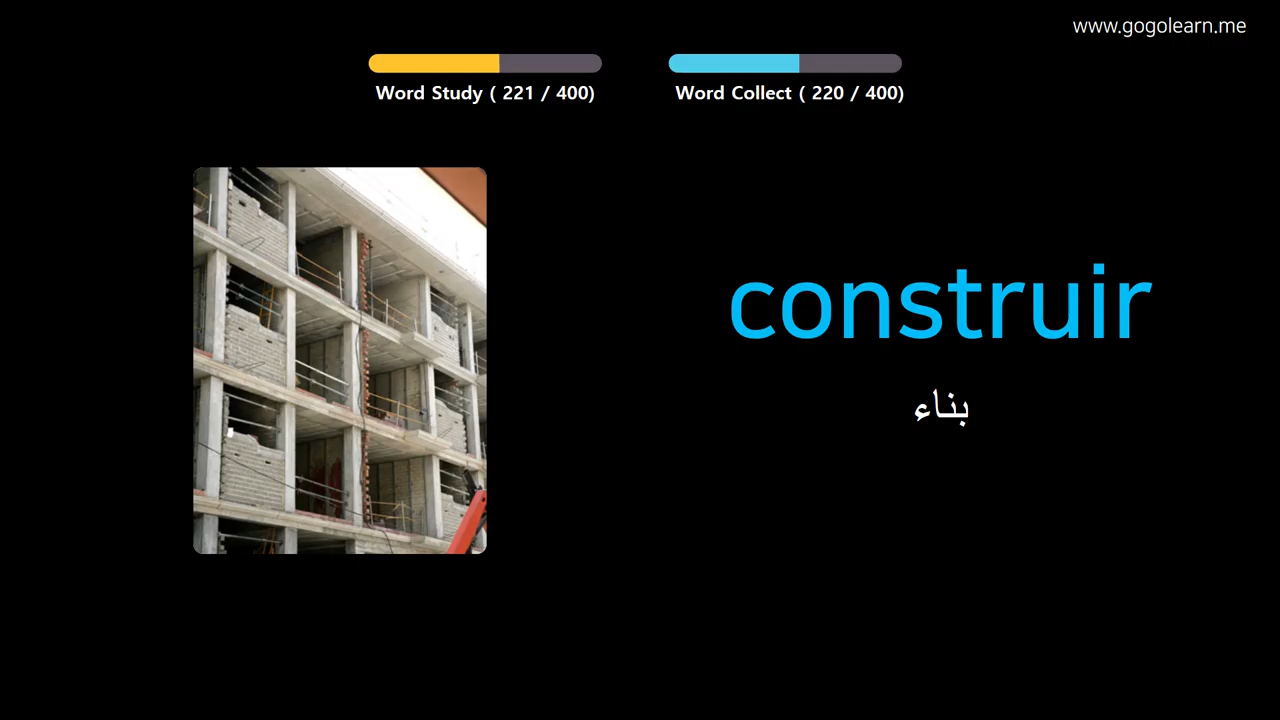 www.gogolearn.me
Word Study ( 221 / 400)
Word Collect ( 220 / 400)
construir
بناء